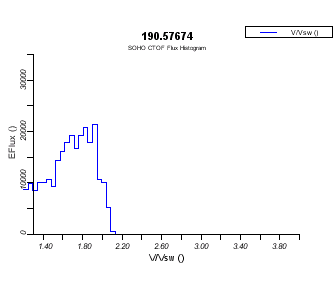 190.57674
SOHO CTOF Flux Histogram
V/Vsw ()
EFlux ()
30000
20000
10000
0
1.40 1.80 2.20 2.60 3.00 3.40 3.80
V/Vsw ()